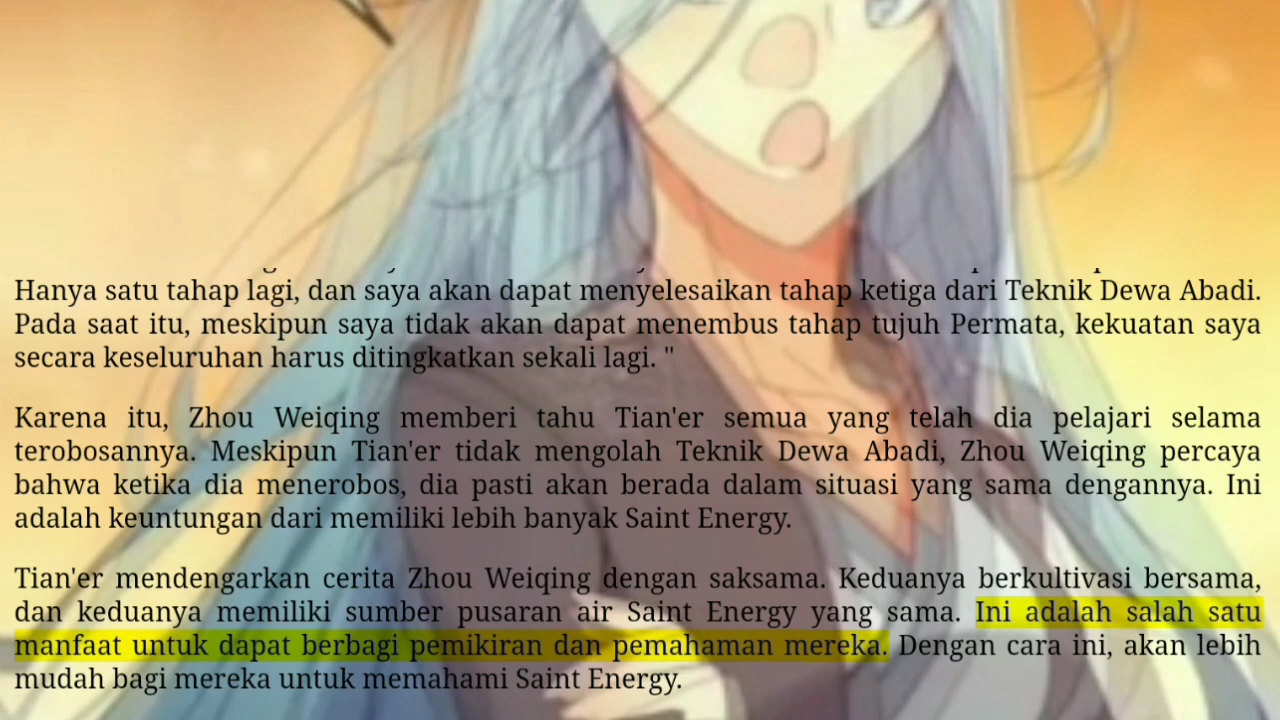 Hanya satu tahap lagi, dan saya akan dapat menyelesaikan tahap ketiga dari Teknik Dewa Abadi.
Pada saat itu, meskipun saya tidak akan dapat menembus tahap tujuh Permata, kekuatan saya
secara keseluruhan harus ditingkatkan sekali lagi. "
Karena itu, Zhou Weiqing memberi tahu Tian'er semua yang telah dia pelajari selama
terobosannya. Meskipun Tian'er tidak mengolah Teknik Dewa Abadi, Zhou Weiqing percaya
bahwa ketika dia menerobos, dia pasti akan berada dalam situasi yang sama dengannya. Ini
adalah keuntungan dari memiliki lebih banyak Saint Energy.
Tian'er mendengarkan cerita Zhou Weiqing dengan saksama. Keduanya berkultivasi bersama,
dan keduanya memiliki sumber pusaran air Saint Energy yang sama. Ini adalah salah satu
manfaat untuk dapat berbagi pemikiran dan pemahaman mereka. Dengan cara ini, akan lebih
mudah bagi mereka untuk memahami Saint Energy.